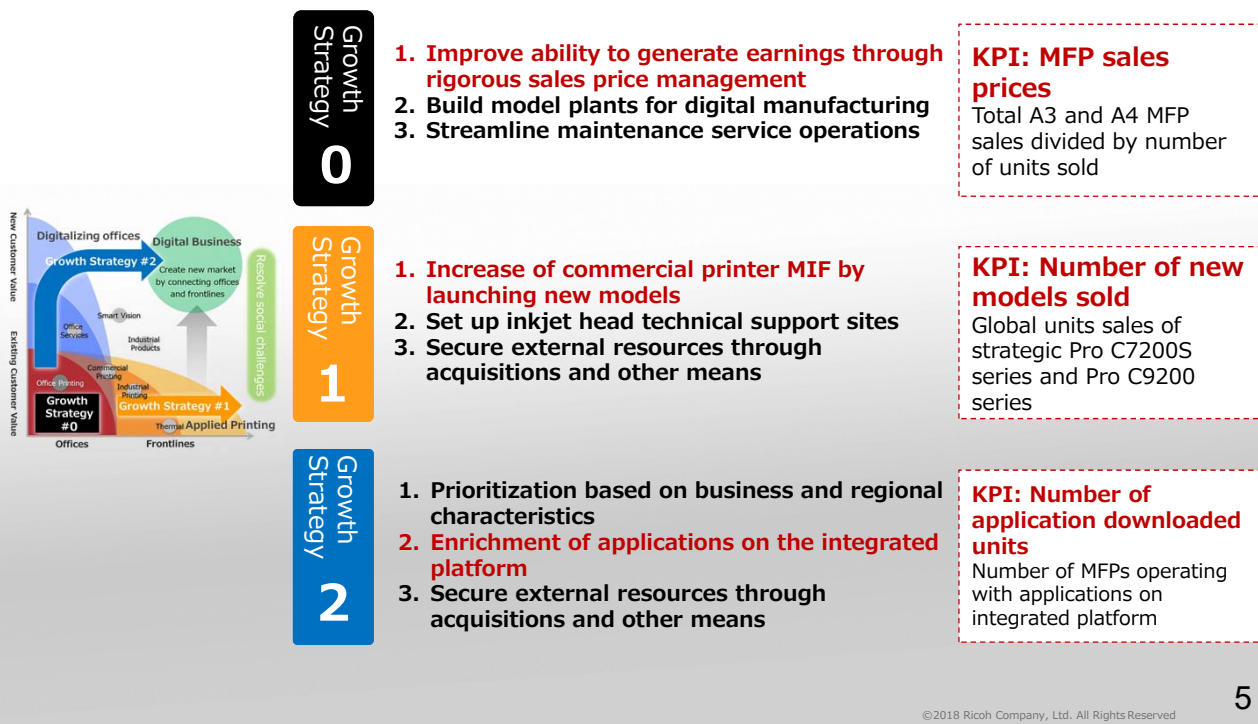 Growth
Strategy
0
1. Improve ability to generate earnings through
rigorous sales price management
2. Build model plants for digital manufacturing
3. Streamline maintenance service operations
KPI: MFP sales
prices
Total A3 and A4 MFP
sales divided by number
of units sold
New Customer Value
Existing Customer Value
Digitalizing offices
Digital Business
Growth Strategy #2
Create new market
by connecting offices
and frontlines
Resolve social challenges
Smart Vision
Office
Services
Industrial
Products
Commercial
Printing
Office Printing
Industrial
Printing
Growth
Strategy
#0
Growth Strategy #1
Thermal
Applied Printing
Offices
Frontlines
Growth
Strategy
1
1. Increase of commercial printer MIF by
launching new models
2. Set up inkjet head technical support sites
3. Secure external resources through
acquisitions and other means
KPI: Number of new
models sold
Global units sales of
strategic Pro C7200S
series and Pro C9200
series
Growth
Strategy
2
1. Prioritization based on business and regional
characteristics
2. Enrichment of applications on the integrated
platform
3. Secure external resources through
acquisitions and other means
KPI: Number of
application downloaded
units
Number of MFPs operating
with applications on
integrated platform
©2018 Ricoh Company, Ltd. All Rights Reserved
5